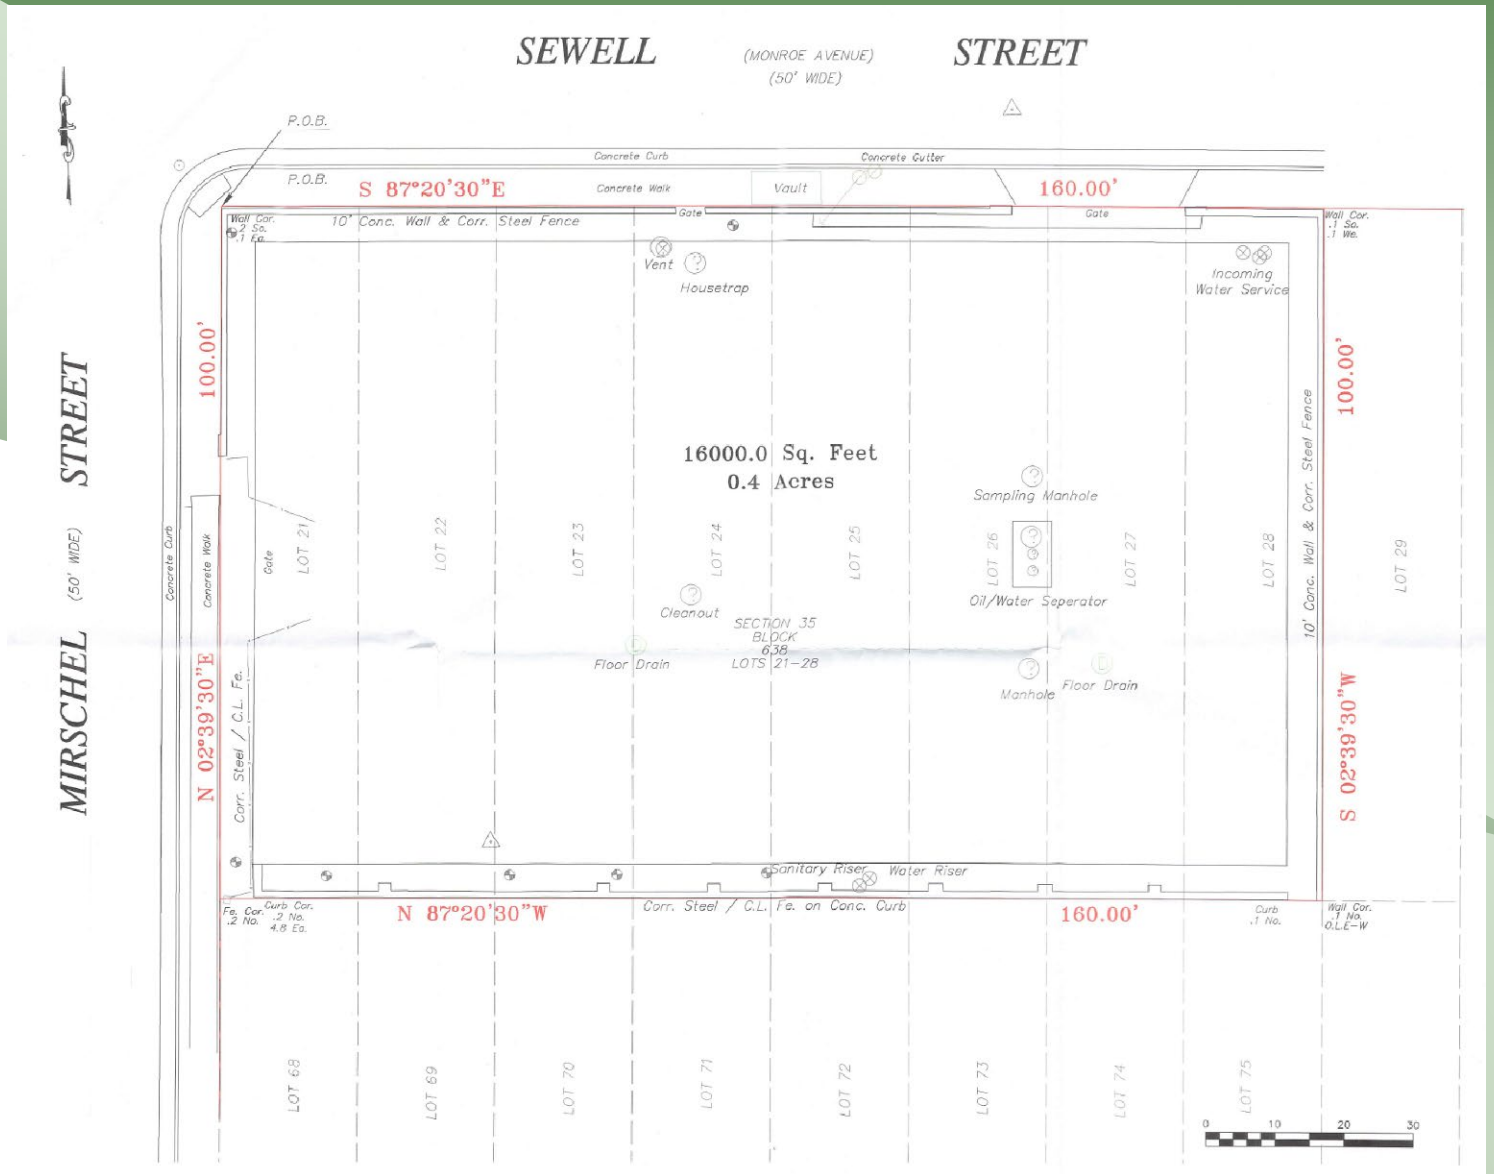 SEWELL (MONROE AVENUE) STREET
(50' WIDE)
P.O.B.
Concrete Curb
Concrete Gutter
P.O.B.
S 87°20'30"E
Concrete Walk
Vault
160.00'
Wall Cor.
.2 So.
.1 Ea.
10' Conc. Wall & Corr. Steel Fence
Gate
Gate
Wall Cor.
.1 So.
.1 We.
Vent
Housetrap
Incoming
Water Service
100.00'
100.00'
MIRSCHEL (50' WIDE) STREET
10' Conc. Wall & Corr. Steel Fence
16000.0 Sq. Feet
0.4 Acres
Sampling Manhole
Concrete Curb
Concrete Walk
Gate
LOT 21
LOT 22
LOT 23
LOT 24
LOT 25
LOT 26
LOT 27
LOT 28
LOT 29
Oil/Water Seperator
Cleanout
SECTION 35
BLOCK
638
LOTS 21-28
Floor Drain
Manhole
Floor Drain
N 02°39'30"E
Corr. Steel / C.L. Fe.
S 02°39'30"W
Sanitary Riser
Water Riser
Fe. Cor.
.2 No.
Curb Cor.
.2 No.
4.8 Ea.
N 87°20'30"W
Corr. Steel / C.L. Fe. on Conc. Curb
160.00'
Curb
.1 No.
Wall Cor.
.1 No.
O.L.E-W
LOT 68
LOT 69
LOT 70
LOT 71
LOT 72
LOT 73
LOT 74
LOT 75
0 10 20 30